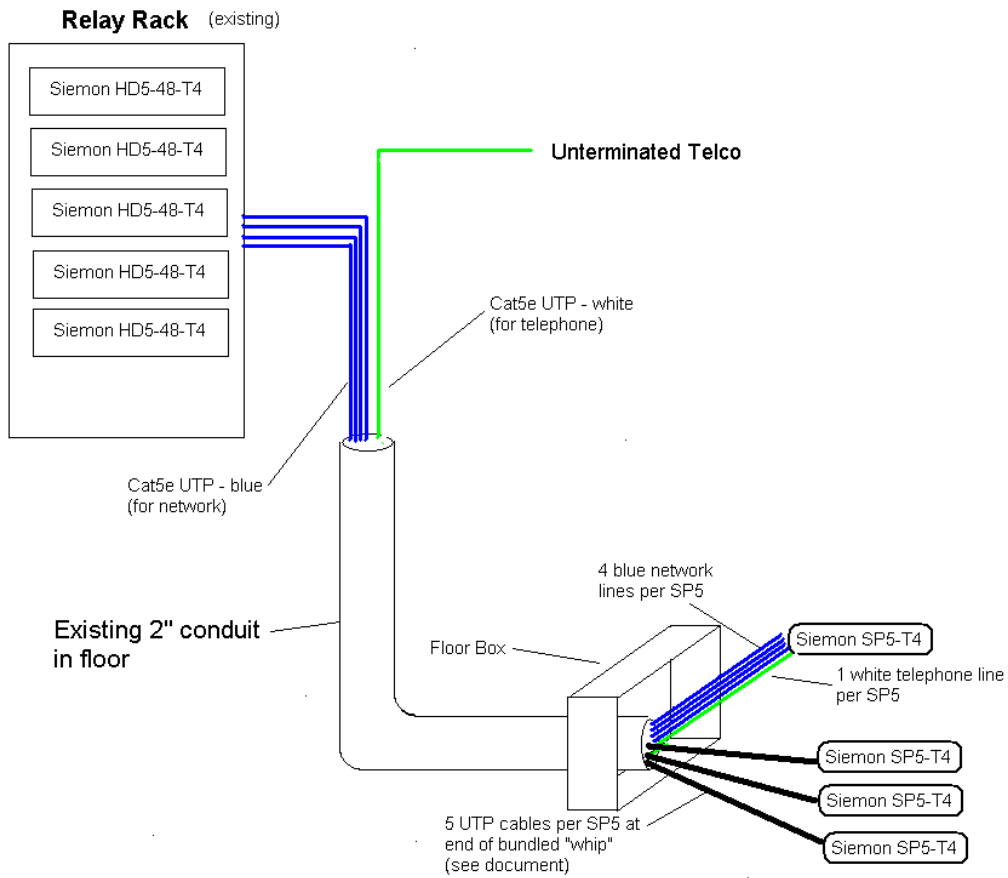 Relay Rack (existing)
Siemon HD5-48-T4
Siemon HD5-48-T4
Siemon HD5-48-T4
Siemon HD5-48-T4
Siemon HD5-48-T4
Unterminated Telco
Cat5e UTP - white
(for telephone)
Cat5e UTP - blue
(for network)
Existing 2" conduit
in floor
Floor Box
4 blue network
lines per SP5
Siemon SP5-T4
1 white telephone line
per SP5
Siemon SP5-T4
Siemon SP5-T4
Siemon SP5-T4
5 UTP cables per SP5 at
end of bundled "whip"
(see document)